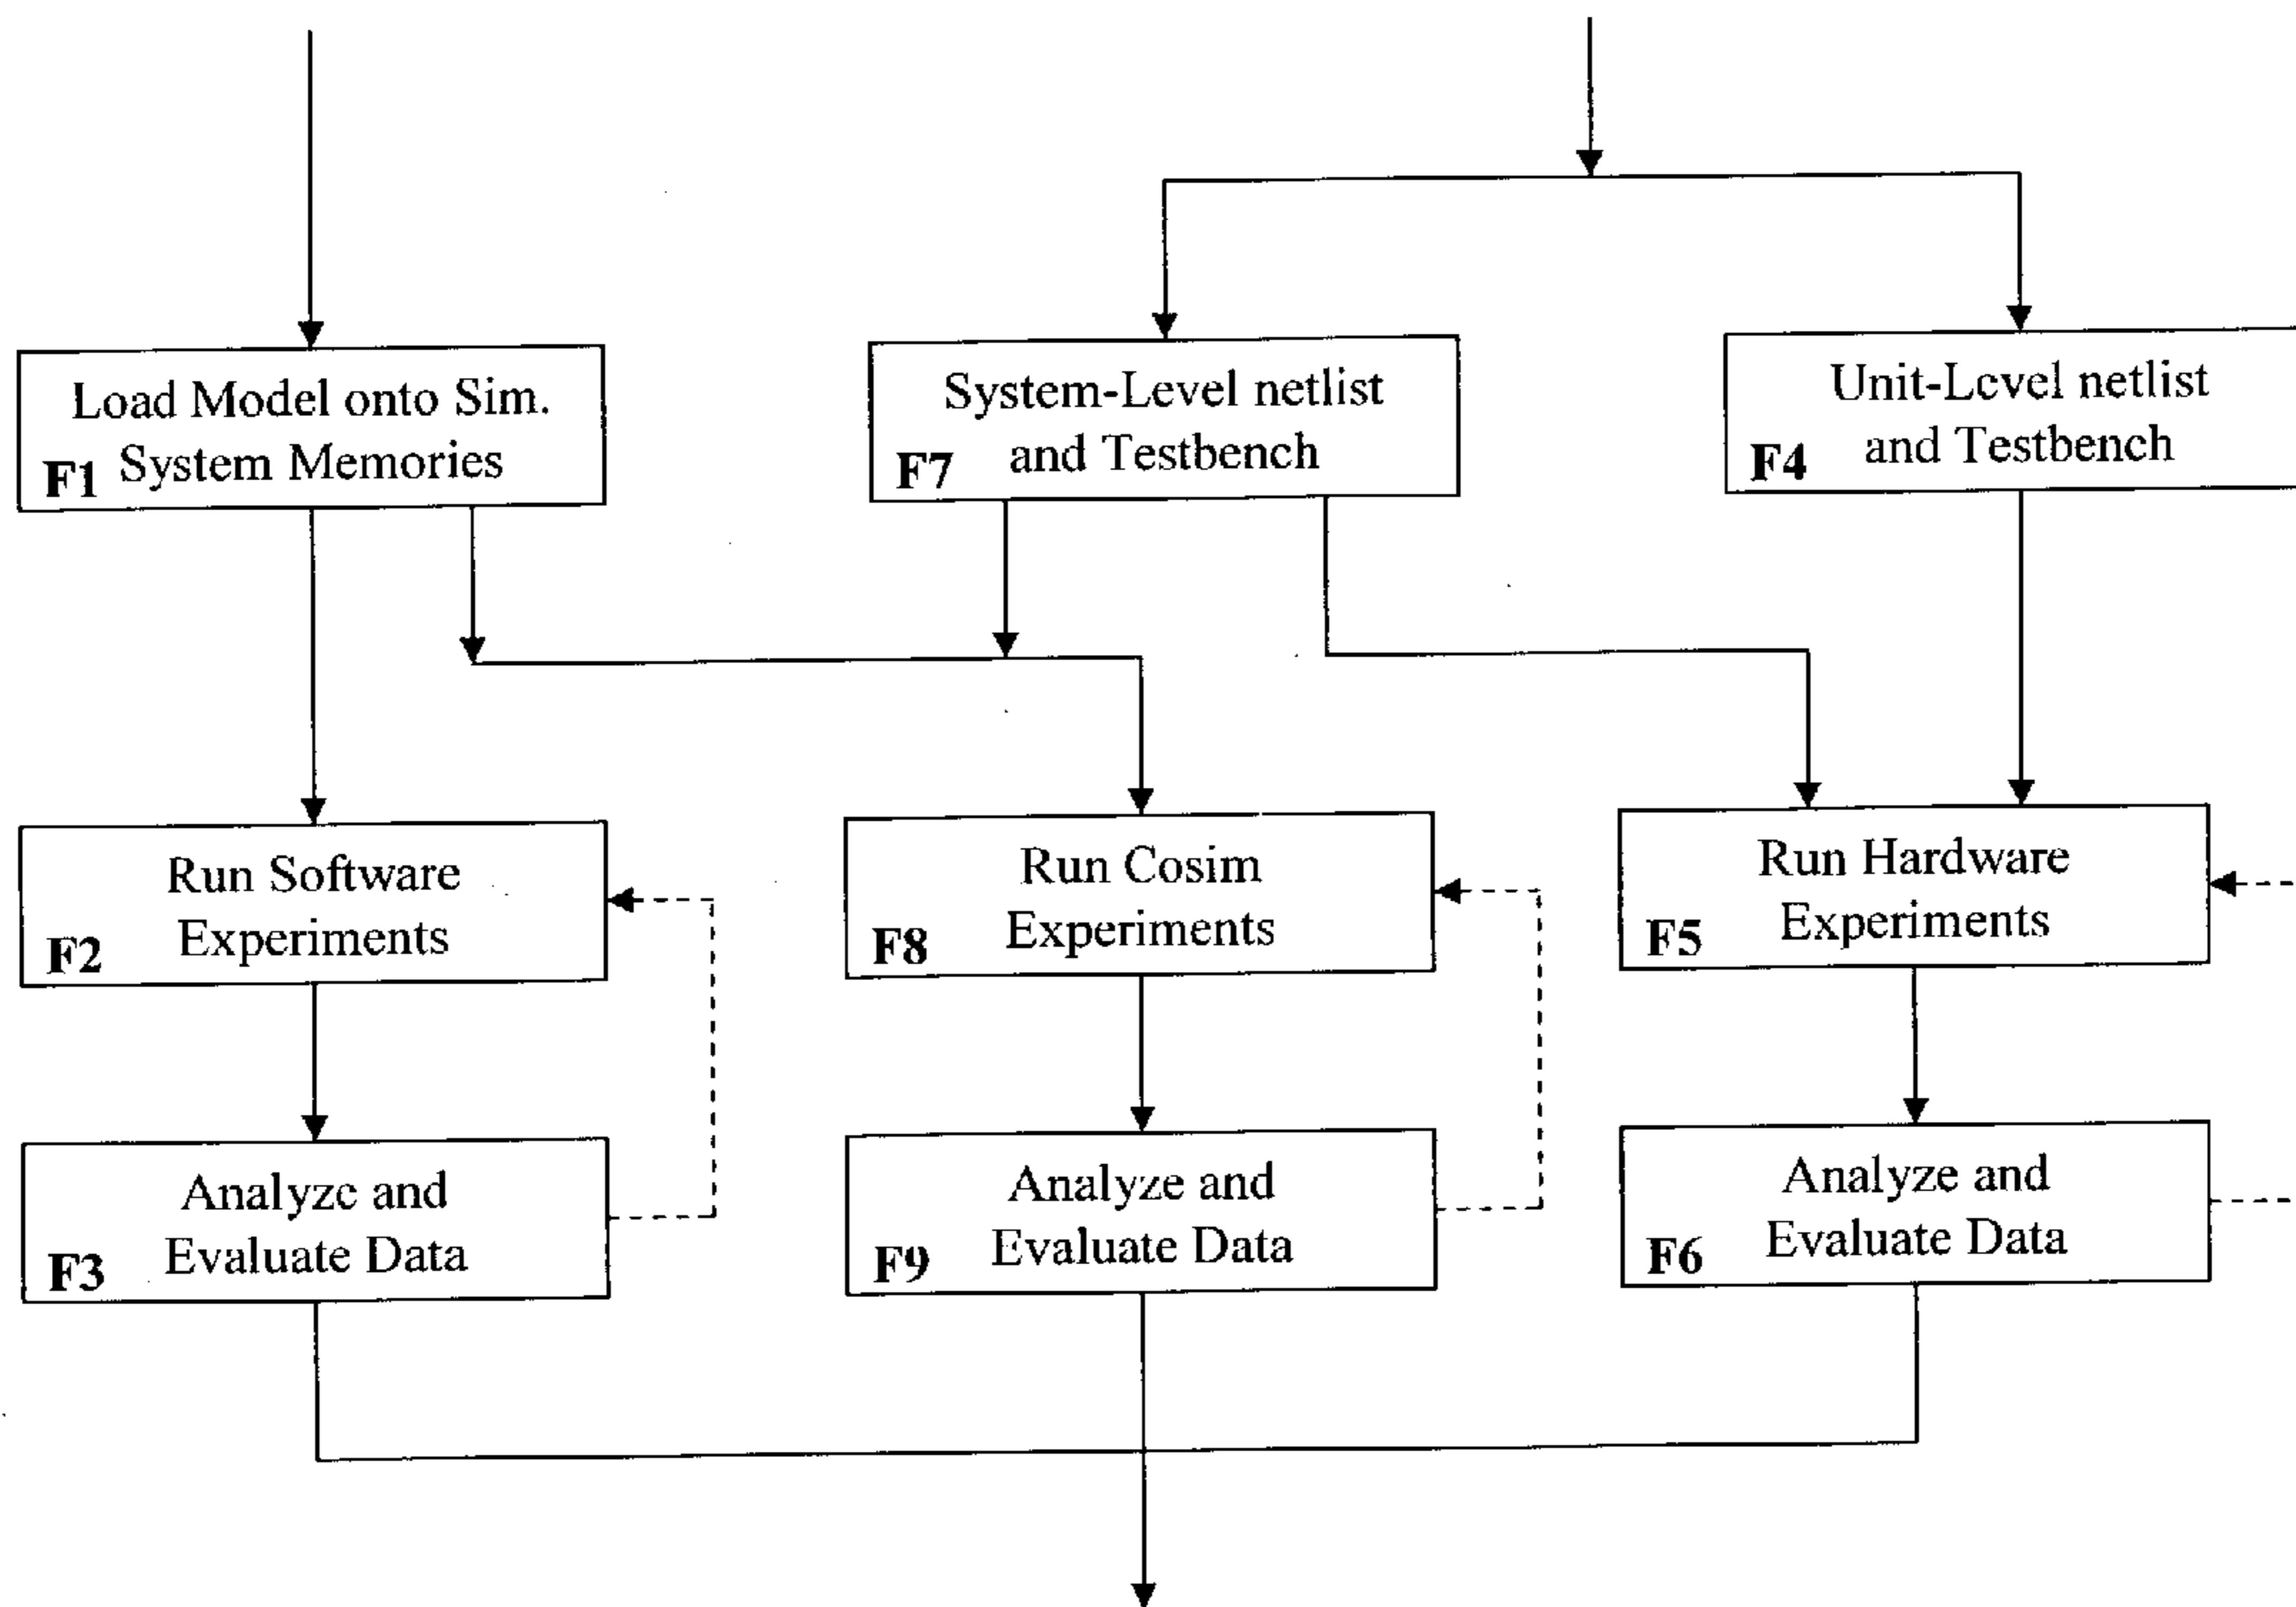 Load Model onto Sim.
F1 System Memories
System-Level netlist
F7 and Testbench
Unit-Level netlist
F4 and Testbench
Run Software
F2 Experiments
Run Cosim
F8 Experiments
Run Hardware
F5 Experiments
Analyze and
F3 Evaluate Data
Analyze and
F9 Evaluate Data
Analyze and
F6 Evaluate Data